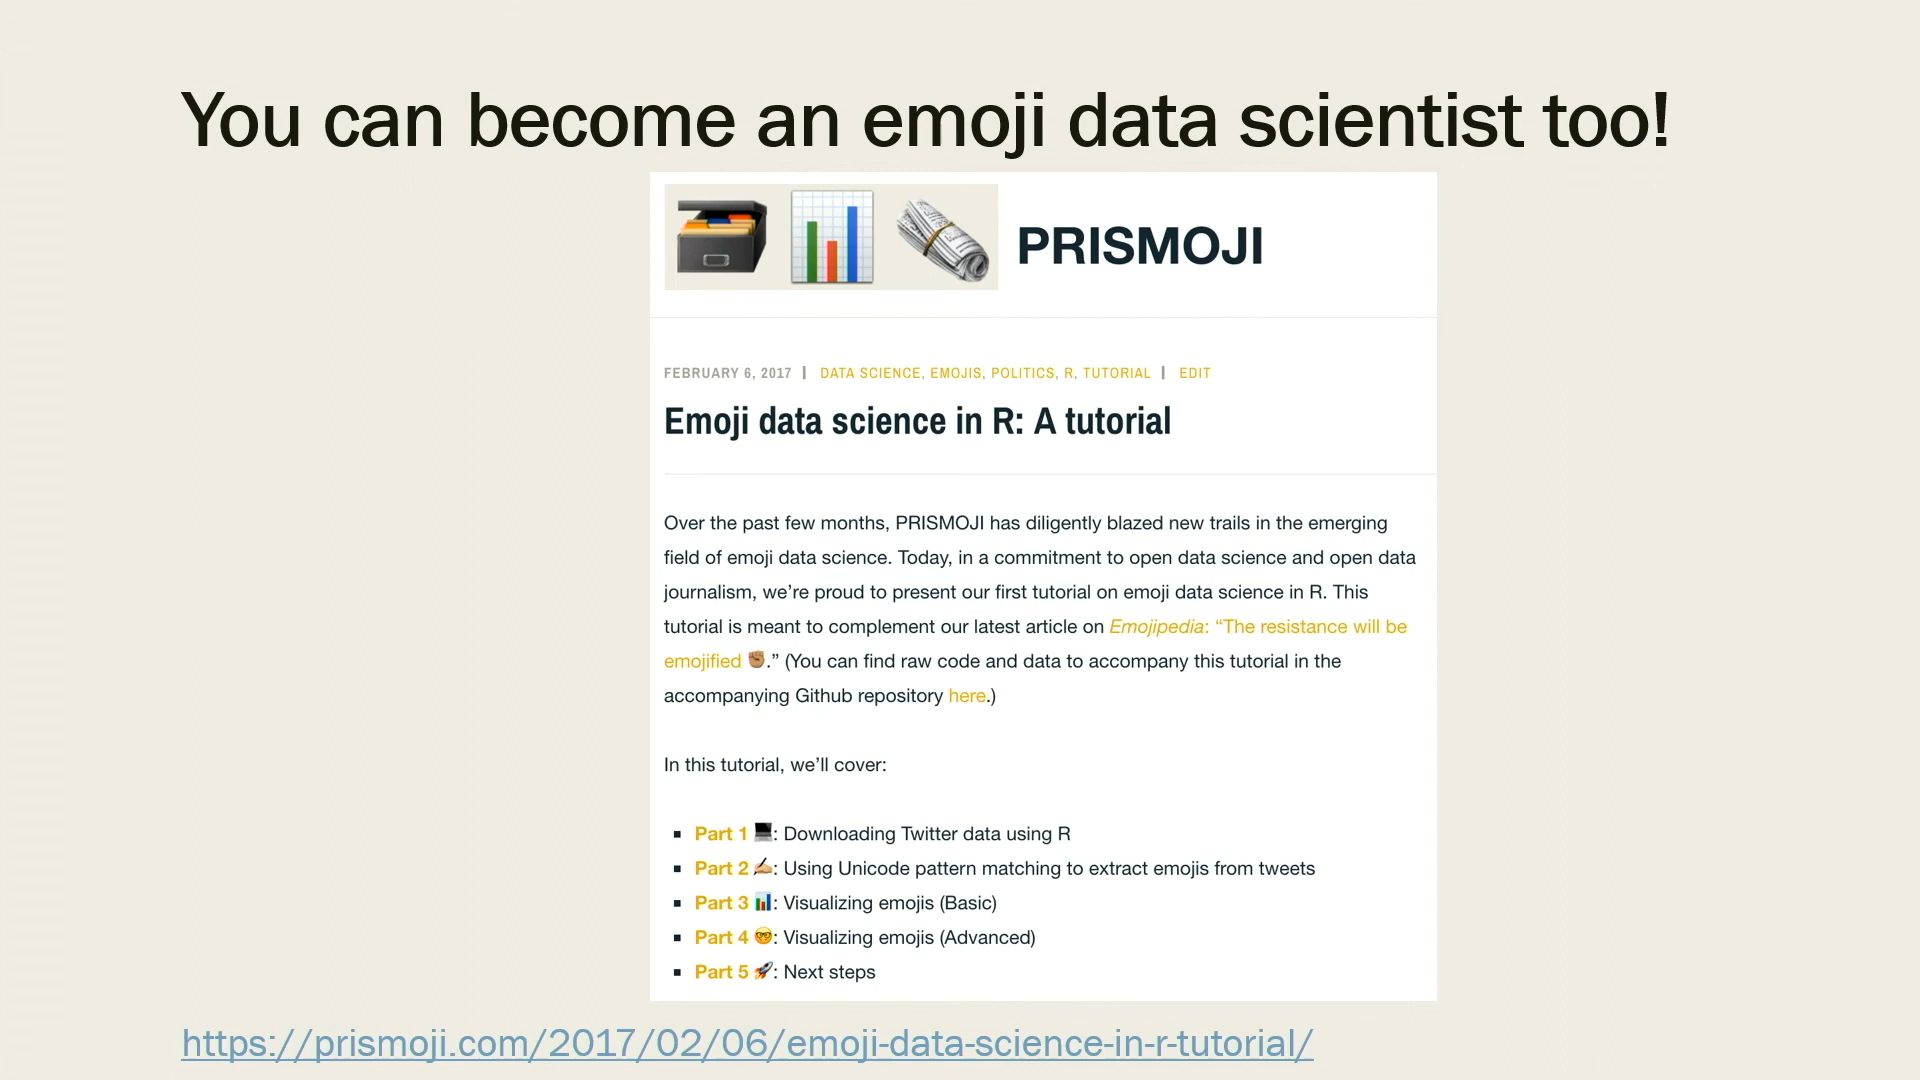 You can become an emoji data scientist too!
PRISMOJI
FEBRUARY 6, 2017 | DATA SCIENCE, EMOJIS, POLITICS, R, TUTORIAL | EDIT
Emoji data science in R: A tutorial
Over the past few months, PRISMOJI has diligently blazed new trails in the emerging
field of emoji data science. Today, in a commitment to open data science and open data
journalism, we’re proud to present our first tutorial on emoji data science in R. This
tutorial is meant to complement our latest article on Emojipedia: “The resistance will be
emojified ✊🏽.” (You can find raw code and data to accompany this tutorial in the
accompanying Github repository here.)
In this tutorial, we’ll cover:
▪ Part 1 💻: Downloading Twitter data using R
▪ Part 2 ✍🏼: Using Unicode pattern matching to extract emojis from tweets
▪ Part 3 📊: Visualizing emojis (Basic)
▪ Part 4 🤓: Visualizing emojis (Advanced)
▪ Part 5 🚀: Next steps
https://prismoji.com/2017/02/06/emoji-data-science-in-r-tutorial/